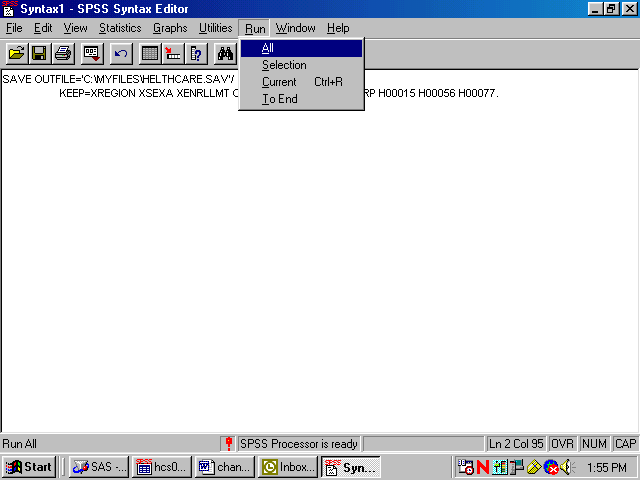 Syntax1 - SPSS Syntax Editor
File Edit View Statistics Graphs Utilities Run Window Help
All
Selection
Current Ctrl+R
To End
SAVE OUTFILE='C:\MYFILES\HELTHCARE.SAV'/
KEEP=XREGION XSEXA XENRLLMT RP H00015 H00056 H00077.
Run All
SPSS Processor is ready
Ln 2 Col 95 OVR NUM CAP
Start SAS -... hcs0... chan... Inbox... Syn... 1:55 PM